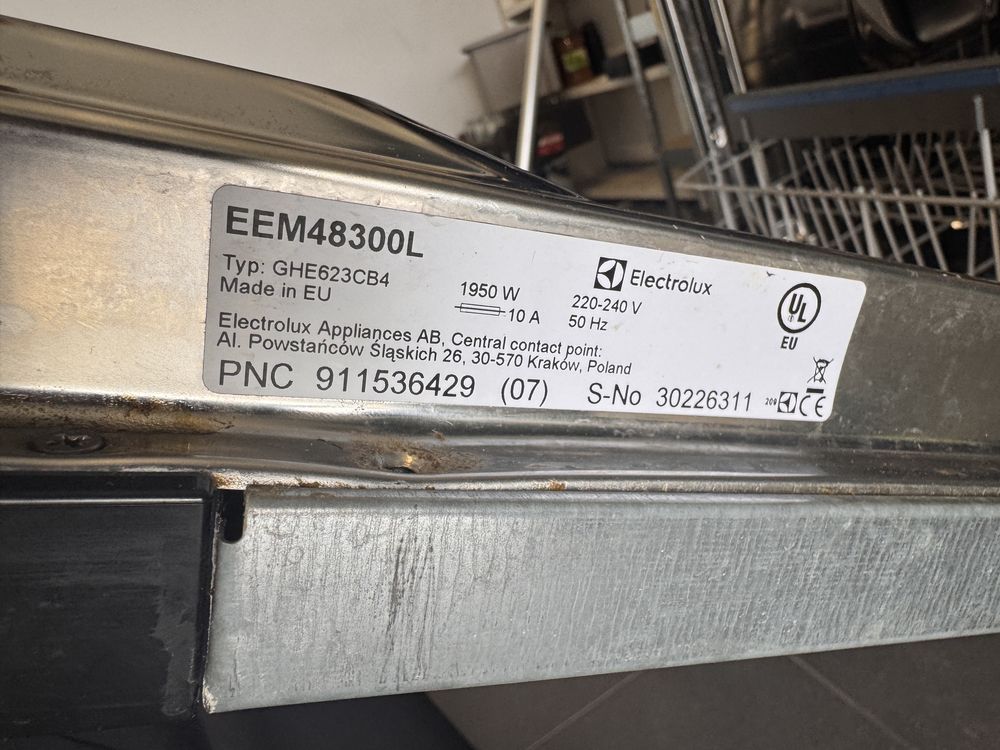 EEM48300L
Typ: GHE623CB4
Made in EU
1950 W
10 A
Electrolux
220-240 V
50 Hz
UL
EU
Electrolux Appliances AB, Central contact point:
Al. Powstańców Śląskich 26, 30-570 Kraków, Poland
PNC 911536429 (07) S-No 30226311
209
CE